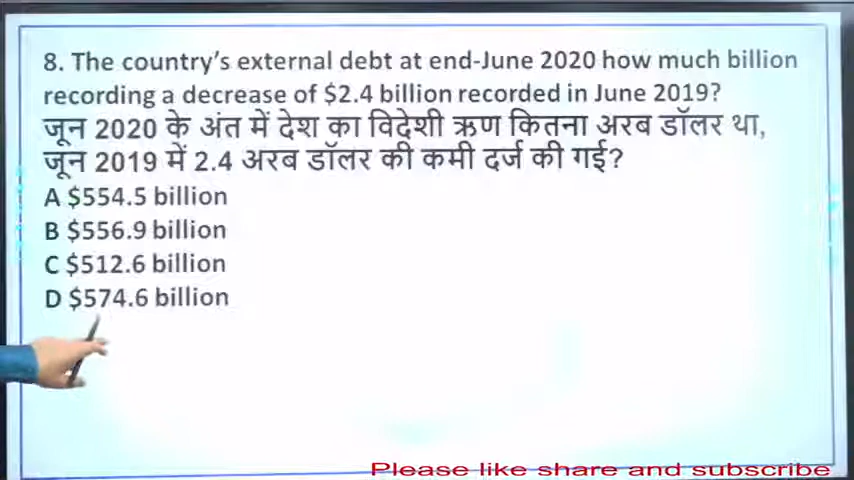 8. The country's external debt at end-June 2020 how much billion
recording a decrease of $2.4 billion recorded in June 2019?
जून 2020 के अंत में देश का विदेशी ऋण कितना अरब डॉलर था,
जून 2019 में 2.4 अरब डॉलर की कमी दर्ज की गई?
A $554.5 billion
B $556.9 billion
C $512.6 billion
D $574.6 billion
Please like share and subscribe